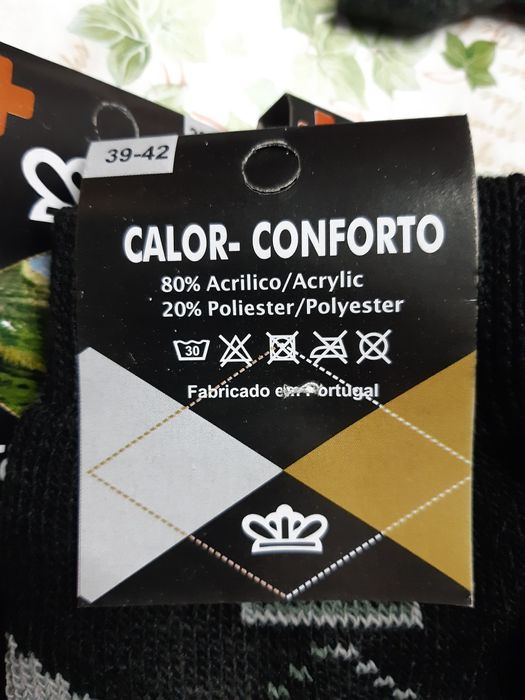 39-42
CALOR- CONFORTO
80% Acrilico/Acrylic
20% Poliester/Polyester
30
Fabricado em Portugal